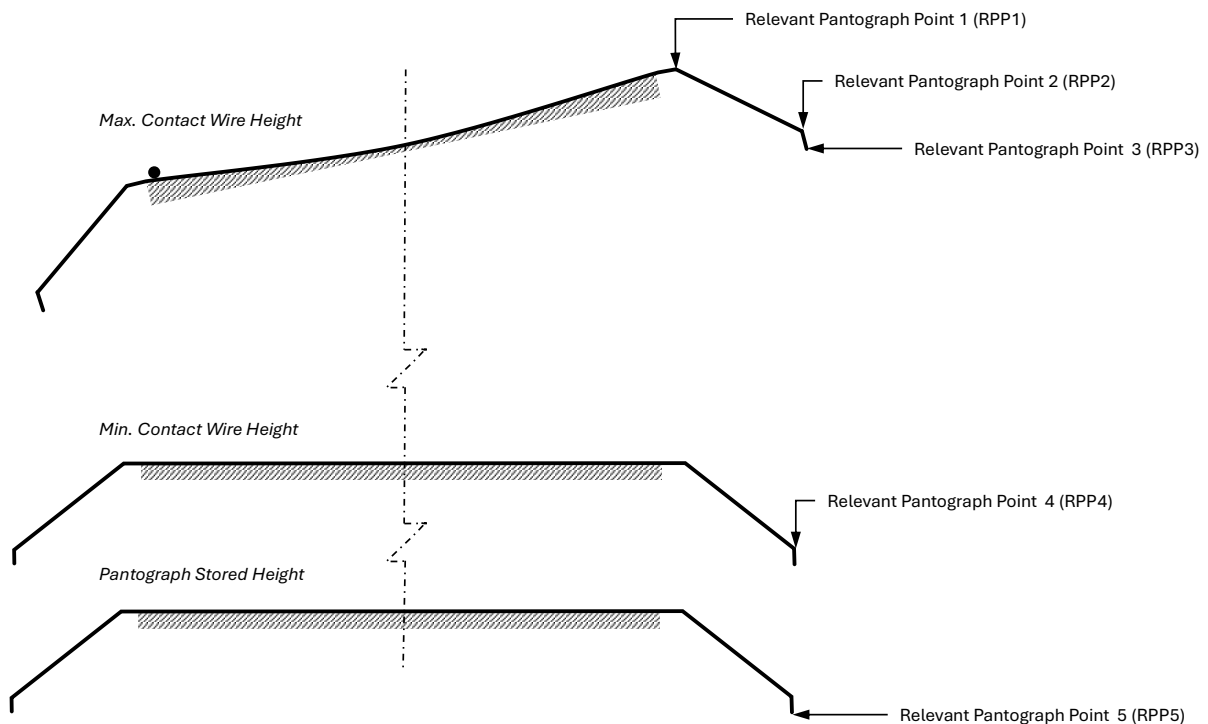 Relevant Pantograph Point 1 (RPP1)
Relevant Pantograph Point 2 (RPP2)
Max. Contact Wire Height
Relevant Pantograph Point 3 (RPP3)
Min. Contact Wire Height
Relevant Pantograph Point 4 (RPP4)
Pantograph Stored Height
Relevant Pantograph Point 5 (RPP5)